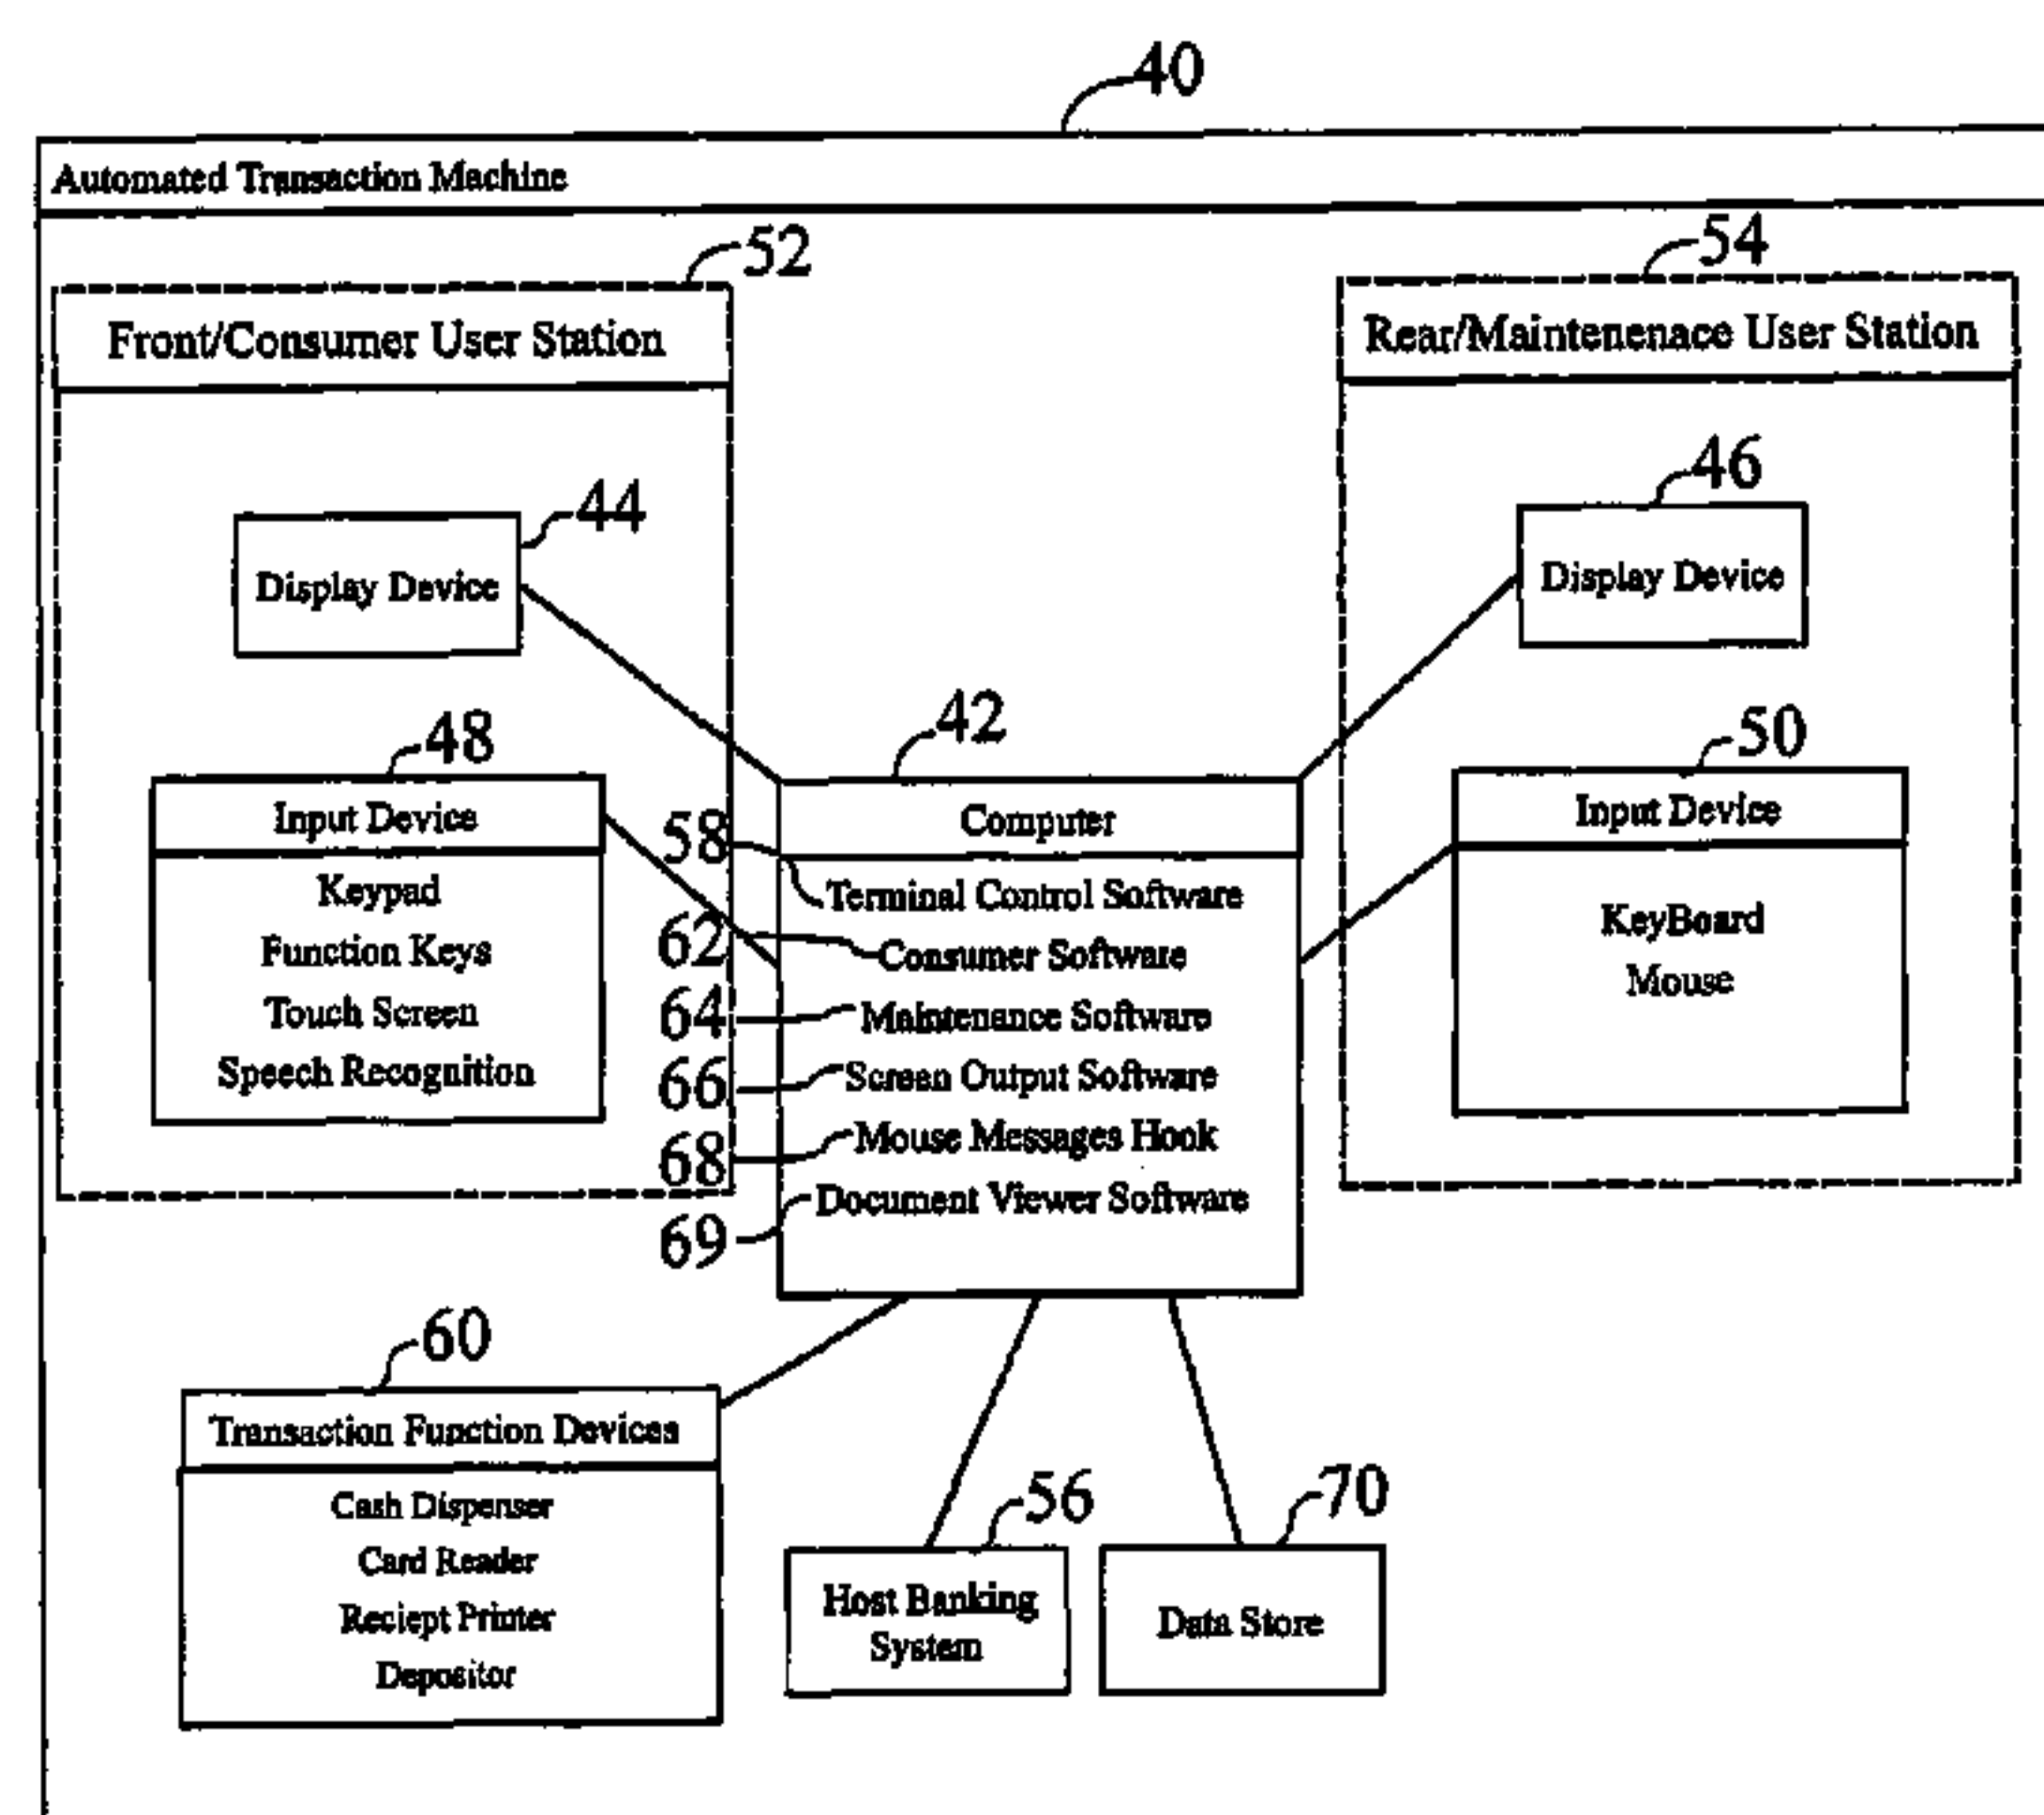 40
Automated Transaction Machine
52
54
Front/Consumer User Station
Rear/Maintenenace User Station
44
Display Device
46
Display Device
48
Input Device
Keypad
Function Keys
Touch Screen
Speech Recognition
42
Computer
58
Terminal Control Software
62
Consumer Software
64
Maintenance Software
66
Screen Output Software
68
Mouse Messages Hook
69
Document Viewer Software
50
Input Device
KeyBoard
Mouse
60
Transaction Function Devices
Cash Dispenser
Card Reader
Reciept Printer
Depositor
56
Host Banking
System
70
Data Store